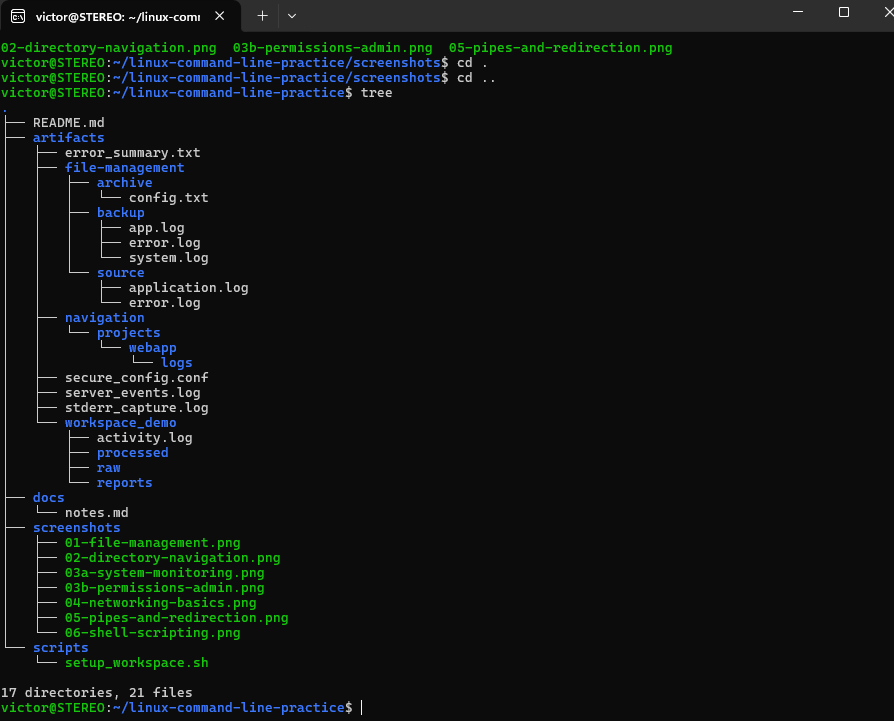 victor@STEREO: ~/linux-comm
02-directory-navigation.png  03b-permissions-admin.png  05-pipes-and-redirection.png
victor@STEREO:~/linux-command-line-practice/screenshots$ cd .
victor@STEREO:~/linux-command-line-practice/screenshots$ cd ..
victor@STEREO:~/linux-command-line-practice$ tree
.
├── README.md
├── artifacts
│   ├── error_summary.txt
│   ├── file-management
│   │   ├── archive
│   │   │   └── config.txt
│   │   ├── backup
│   │   │   ├── app.log
│   │   │   ├── error.log
│   │   │   └── system.log
│   │   └── source
│   │       ├── application.log
│   │       └── error.log
│   ├── navigation
│   │   └── projects
│   │       └── webapp
│   │           └── logs
│   ├── secure_config.conf
│   ├── server_events.log
│   ├── stderr_capture.log
│   └── workspace_demo
│       ├── activity.log
│       ├── processed
│       ├── raw
│       └── reports
├── docs
│   └── notes.md
├── screenshots
│   ├── 01-file-management.png
│   ├── 02-directory-navigation.png
│   ├── 03a-system-monitoring.png
│   ├── 03b-permissions-admin.png
│   ├── 04-networking-basics.png
│   ├── 05-pipes-and-redirection.png
│   └── 06-shell-scripting.png
└── scripts
    └── setup_workspace.sh

17 directories, 21 files
victor@STEREO:~/linux-command-line-practice$